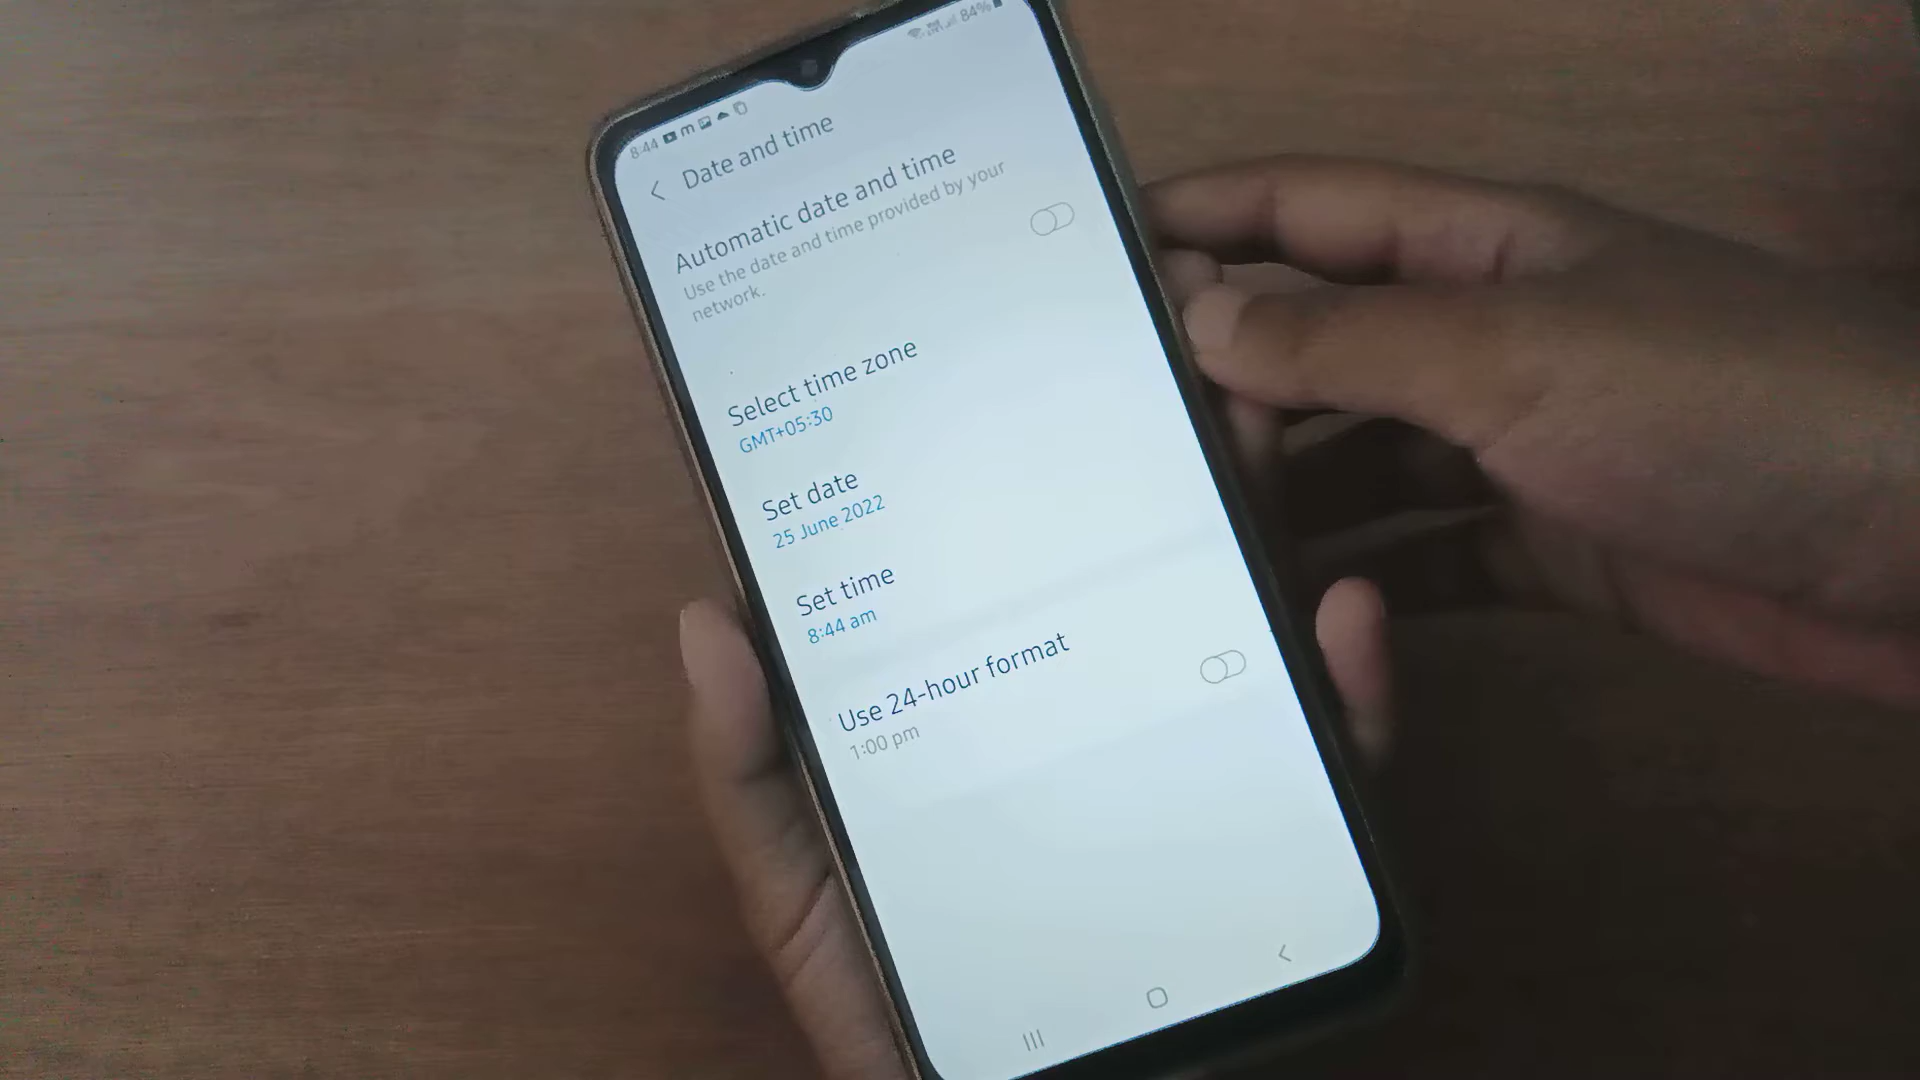 8:44
84%
Date and time
Automatic date and time
Use the date and time provided by your
network.
Select time zone
GMT+05:30
Set date
25 June 2022
Set time
8:44 am
Use 24-hour format
1:00 pm